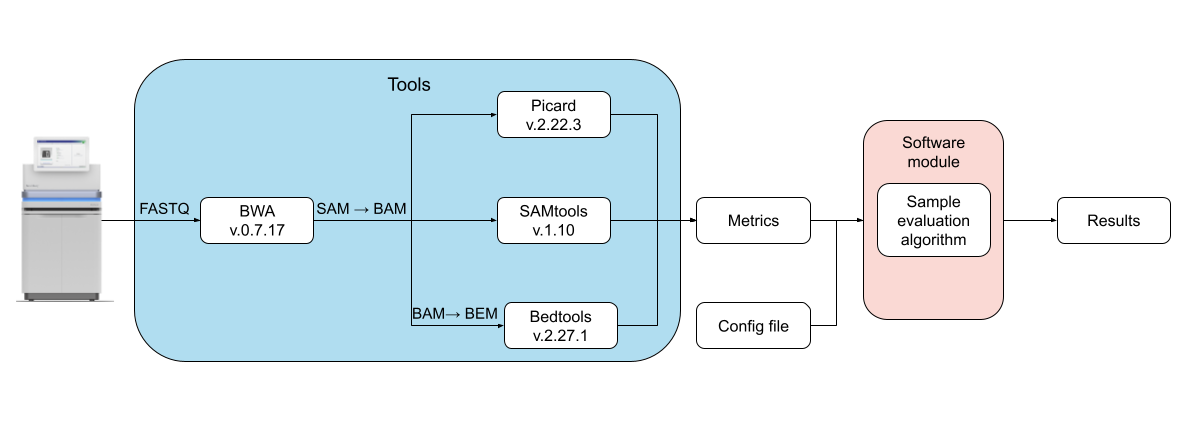 Tools
Picard
v.2.22.3
FASTQ
BWA
v.0.7.17
SAM → BAM
SAMtools
v.1.10
BAM→ BEM
Bedtools
v.2.27.1
Metrics
Config file
Software
module
Sample
evaluation
algorithm
Results